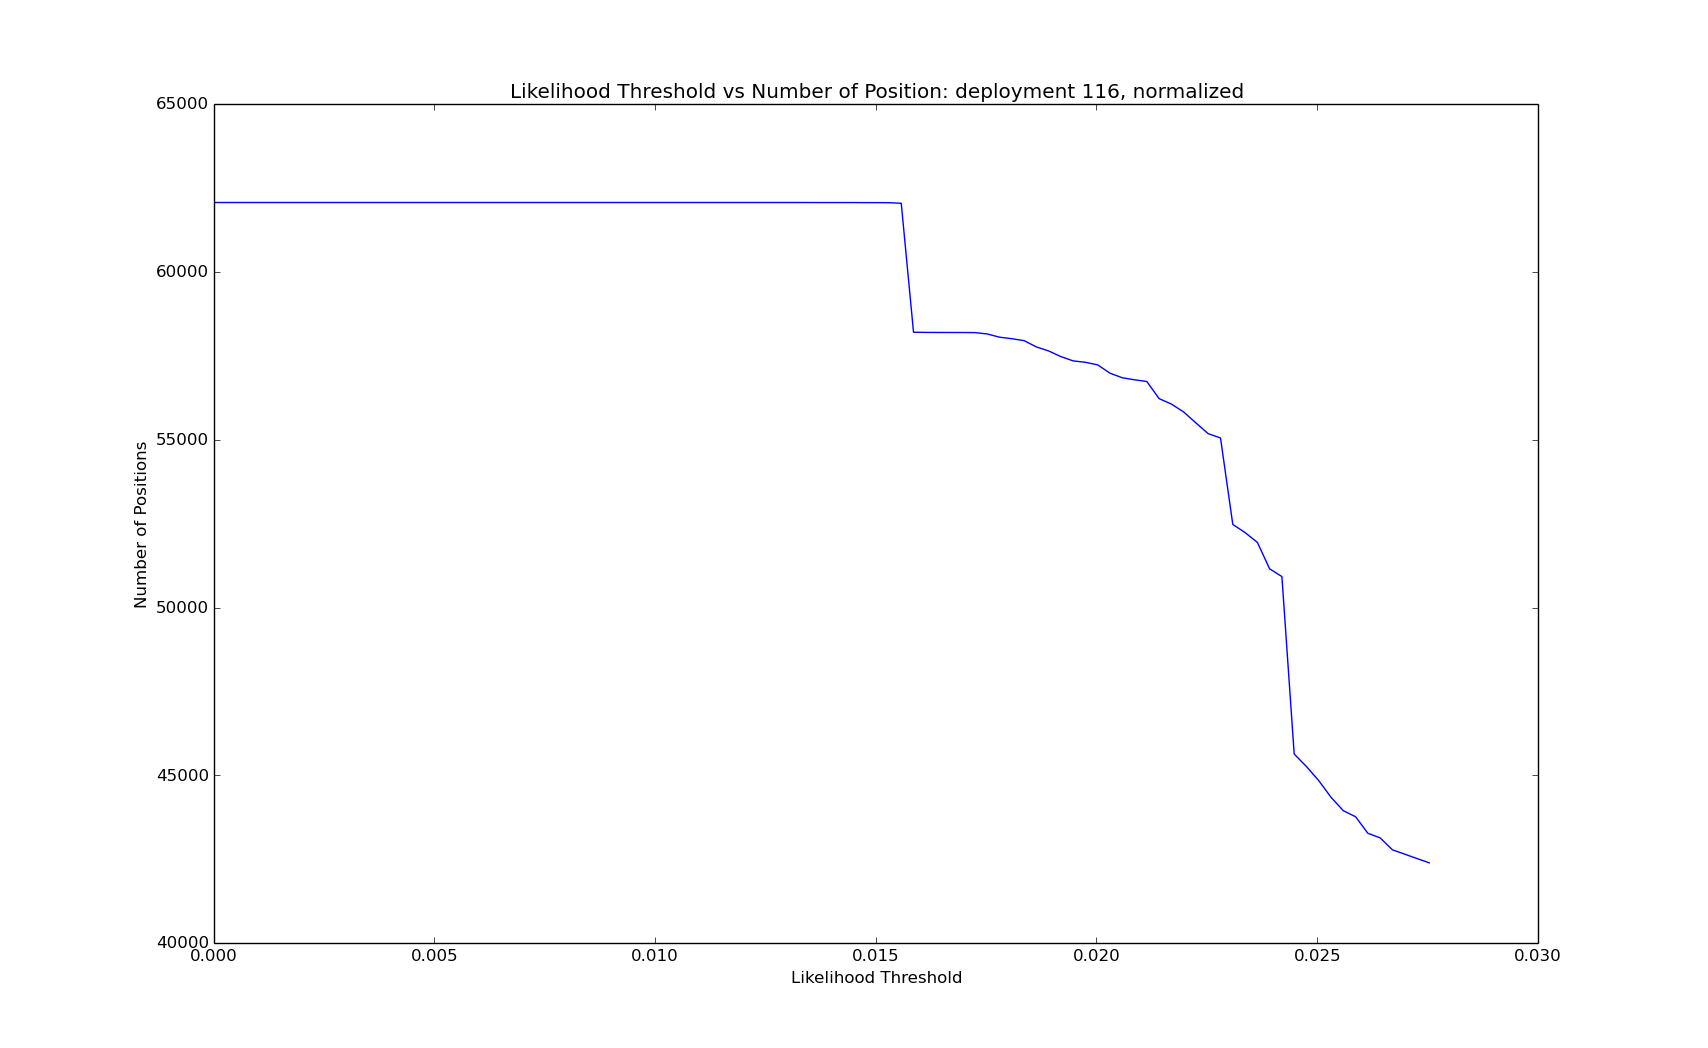 Likelihood Threshold vs Number of Position: deployment 116, normalized
65000
60000
55000
50000
45000
40000
Number of Positions
0.000 0.005 0.010 0.015 0.020 0.025 0.030
Likelihood Threshold